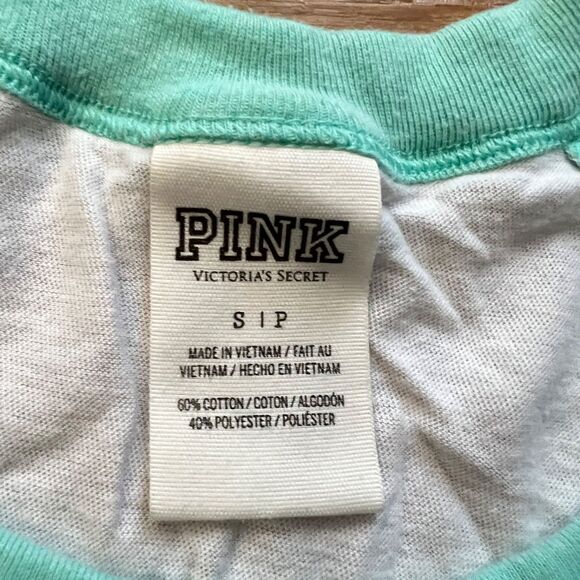 PINK
VICTORIA'S SECRET
S | P
MADE IN VIETNAM / FAIT AU
VIETNAM / HECHO EN VIETNAM
60% COTTON / COTON / ALGODÓN
40% POLYESTER / POLIÉSTER